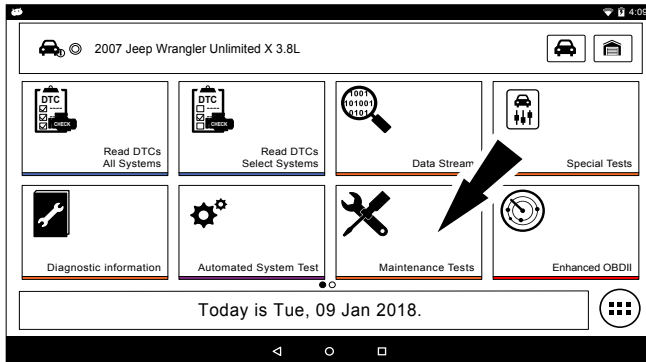 4:09
2007 Jeep Wrangler Unlimited X 3.8L
DTC
CHECK
Read DTCs
All Systems
DTC
CHECK
Read DTCs
Select Systems
1001
101001
0101
Data Stream
Special Tests
Diagnostic information
Automated System Test
Maintenance Tests
Enhanced OBDII
Today is Tue, 09 Jan 2018.